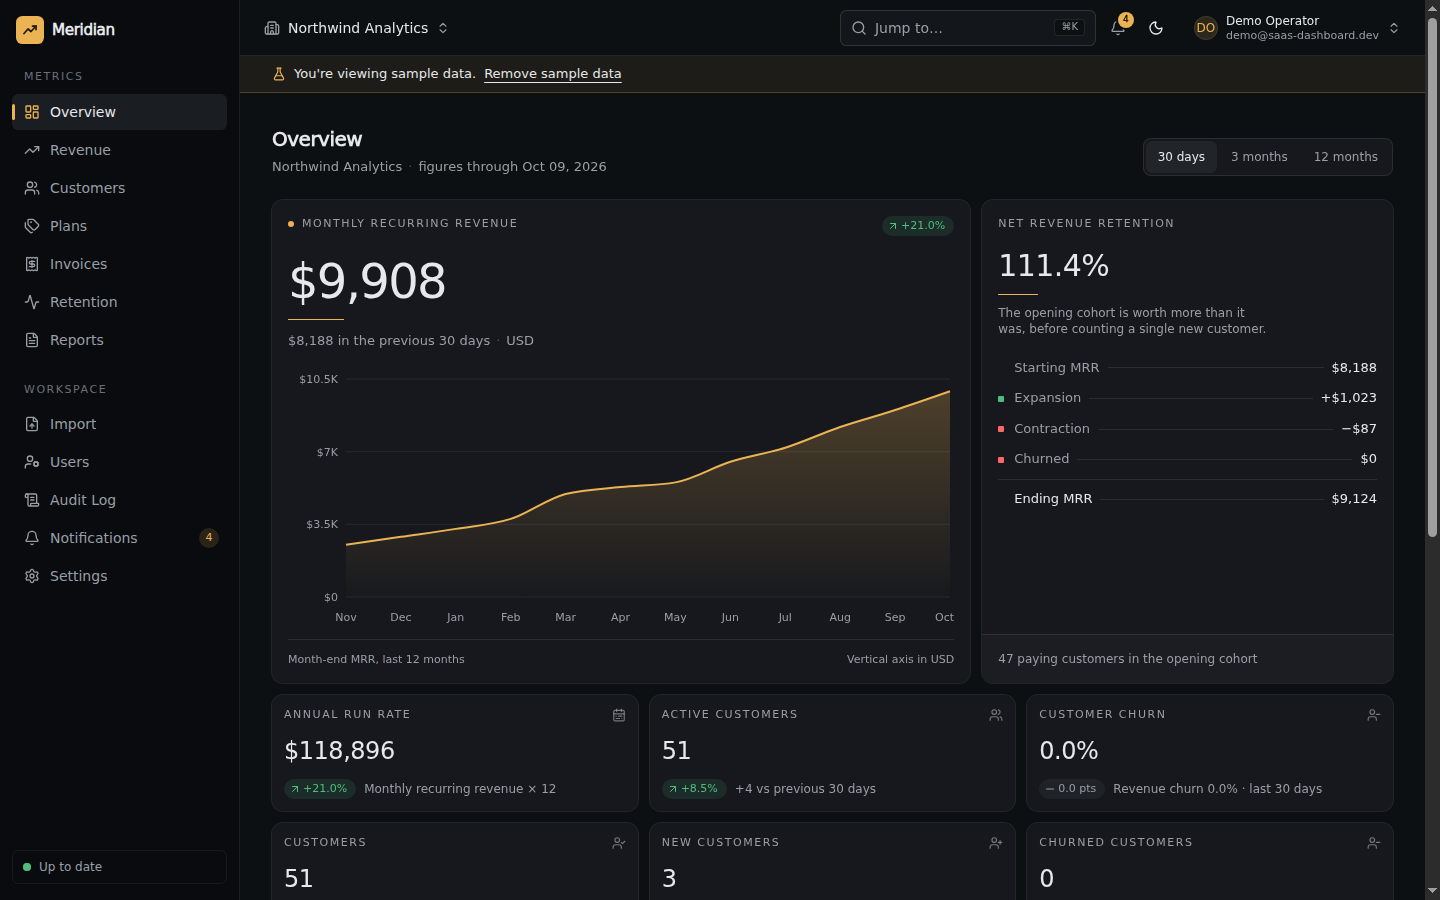 Meridian
Northwind Analytics
Jump to...
⌘K
4
DO
Demo Operator
demo@saas-dashboard.dev
METRICS
Overview
Revenue
Customers
Plans
Invoices
Retention
Reports
WORKSPACE
Import
Users
Audit Log
Notifications 4
Settings
Up to date
You're viewing sample data. Remove sample data
Overview
Northwind Analytics · figures through Oct 09, 2026
30 days 3 months 12 months
MONTHLY RECURRING REVENUE
+21.0%
$9,908
$8,188 in the previous 30 days · USD
$10.5K
$7K
$3.5K
$0
Nov Dec Jan Feb Mar Apr May Jun Jul Aug Sep Oct
Month-end MRR, last 12 months
Vertical axis in USD
NET REVENUE RETENTION
111.4%
The opening cohort is worth more than it
was, before counting a single new customer.
Starting MRR $8,188
Expansion +$1,023
Contraction −$87
Churned $0
Ending MRR $9,124
47 paying customers in the opening cohort
ANNUAL RUN RATE
$118,896
+21.0% Monthly recurring revenue × 12
ACTIVE CUSTOMERS
51
+8.5% +4 vs previous 30 days
CUSTOMER CHURN
0.0%
0.0 pts Revenue churn 0.0% · last 30 days
CUSTOMERS
51
NEW CUSTOMERS
3
CHURNED CUSTOMERS
0